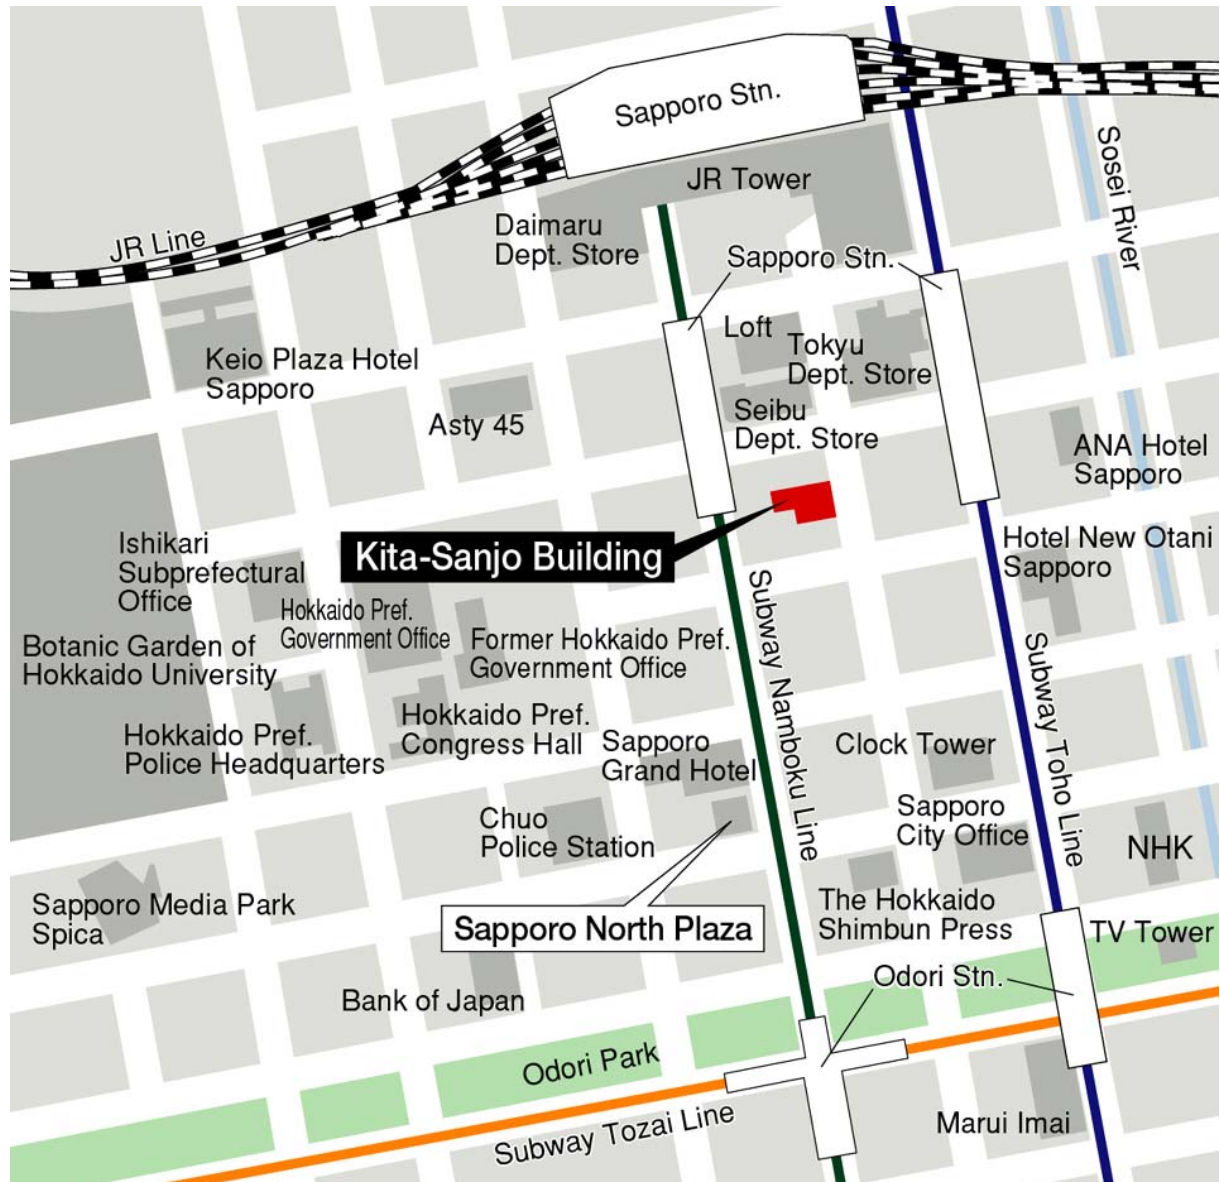 Sapporo Stn.
JR Tower
Sosei River
Daimaru
Dept. Store
JR Line
Sapporo Stn.
Loft
Tokyu
Dept. Store
Keio Plaza Hotel
Sapporo
Asty 45
Seibu
Dept. Store
ANA Hotel
Sapporo
Kita-Sanjo Building
Ishikari
Subprefectural
Office
Hotel New Otani
Sapporo
Hokkaido Pref.
Government Office
Former Hokkaido Pref.
Government Office
Botanic Garden of
Hokkaido University
Subway Namboku Line
Subway Toho Line
Hokkaido Pref.
Police Headquarters
Hokkaido Pref.
Congress Hall
Sapporo
Grand Hotel
Clock Tower
Chuo
Police Station
Sapporo
City Office
NHK
Sapporo Media Park
Spica
Sapporo North Plaza
The Hokkaido
Shimbun Press
TV Tower
Bank of Japan
Odori Stn.
Odori Park
Subway Tozai Line
Marui Imai